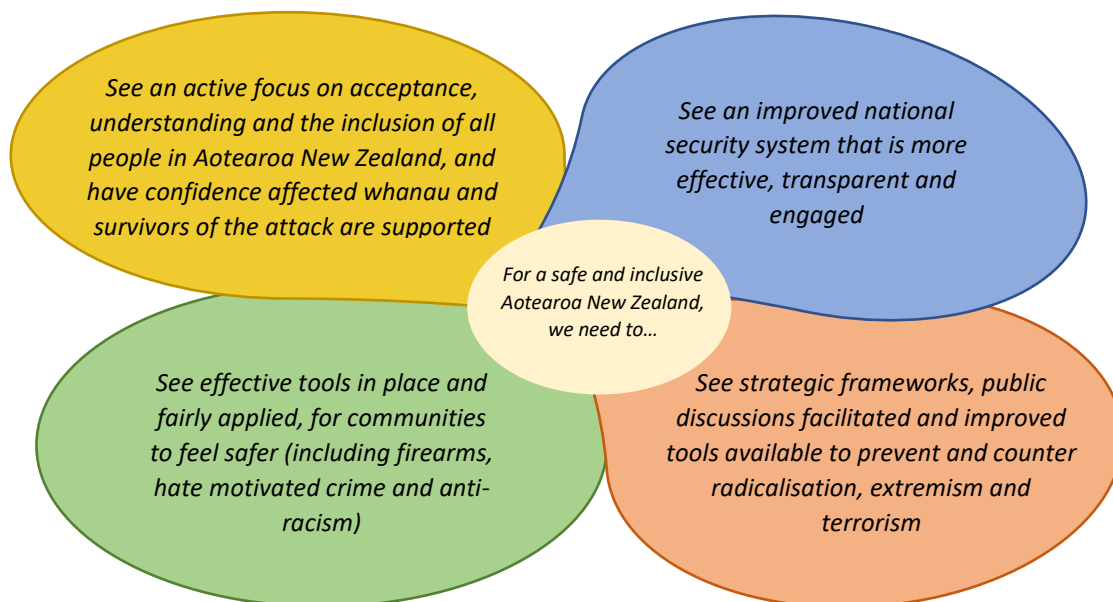 See an active focus on acceptance,
understanding and the inclusion of all
people in Aotearoa New Zealand, and
have confidence affected whanau and
survivors of the attack are supported
See an improved national
security system that is more
effective, transparent and
engaged
For a safe and inclusive
Aotearoa New Zealand,
we need to…
See effective tools in place and
fairly applied, for communities
to feel safer (including firearms,
hate motivated crime and anti-
racism)
See strategic frameworks, public
discussions facilitated and improved
tools available to prevent and counter
radicalisation, extremism and
terrorism